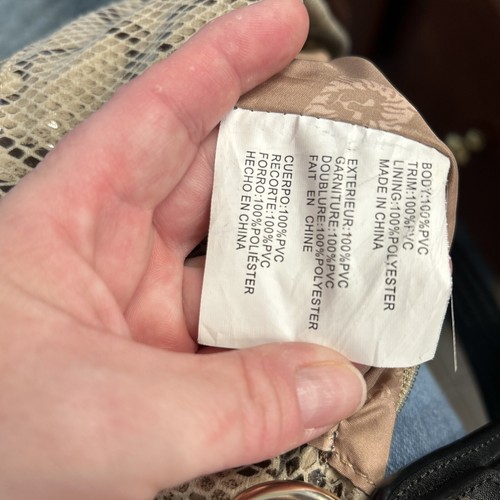 BODY:100%PVC
TRIM:100%PVC
LINING:100%POLYESTER
MADE IN CHINA
EXTERIEUR:100%PVC
GARNITURE:100%PVC
DOUBLURE:100%POLYESTER
FAIT EN CHINE
CUERPO:100%PVC
RECORTE:100%PVC
FORRO:100%POLIÉSTER
HECHO EN CHINA